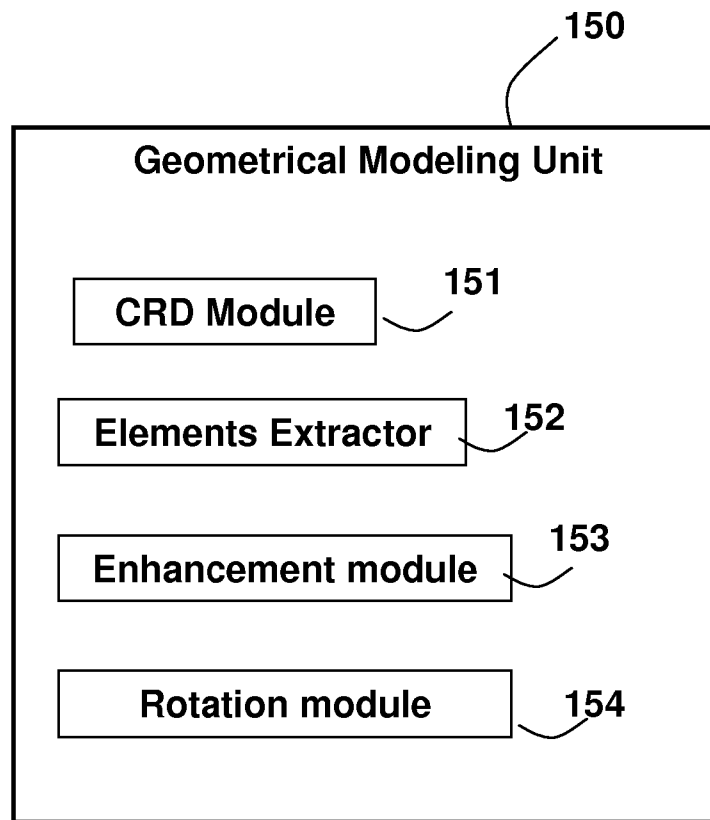 150
Geometrical Modeling Unit
151
CRD Module
152
Elements Extractor
153
Enhancement module
154
Rotation module